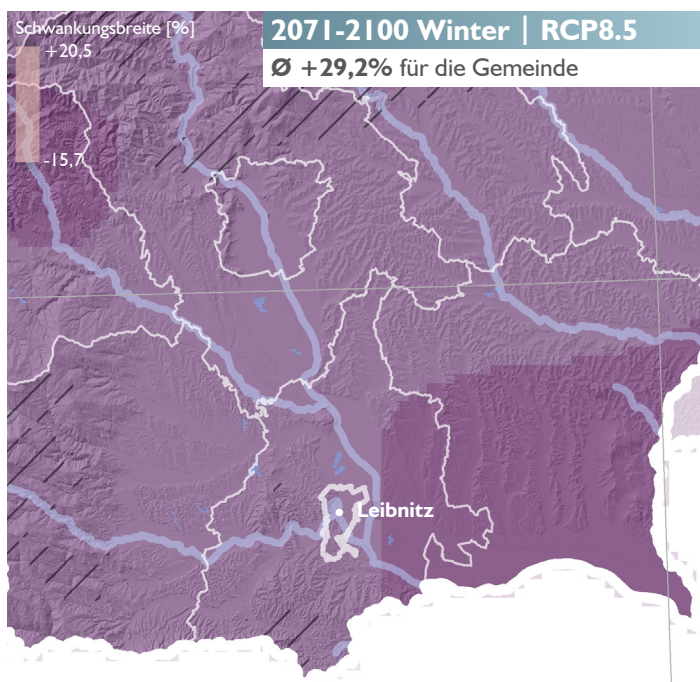 Schwankungsbreite [%]
+20,5
-15,7
2071-2100 Winter | RCP8.5
Ø +29,2% für die Gemeinde
Leibnitz